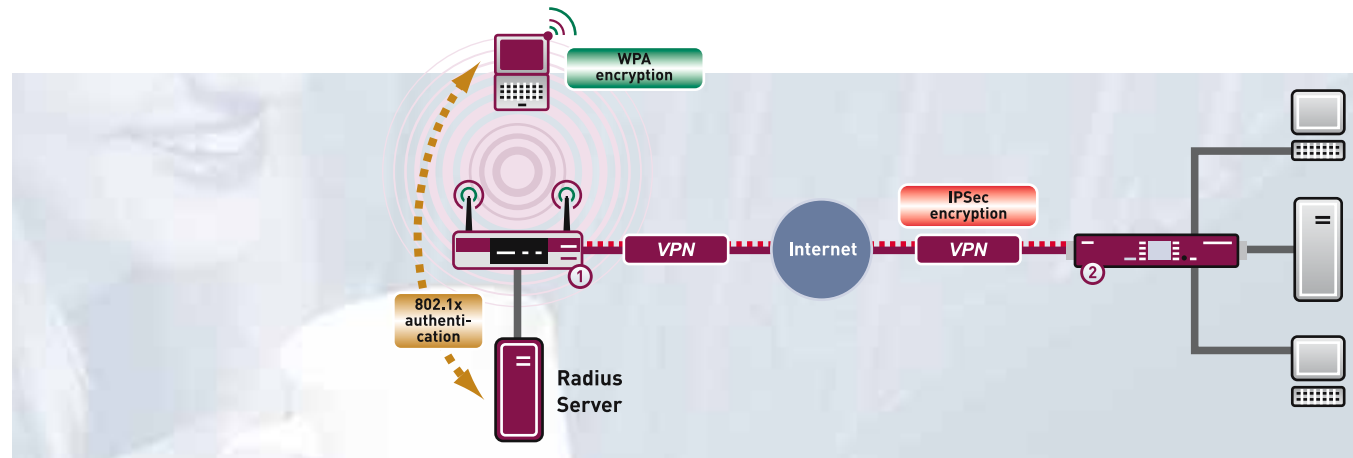 WPA
encryption
IPSec
encryption
VPN
Internet
VPN
1
2
802.1x
authenti-
cation
Radius
Server